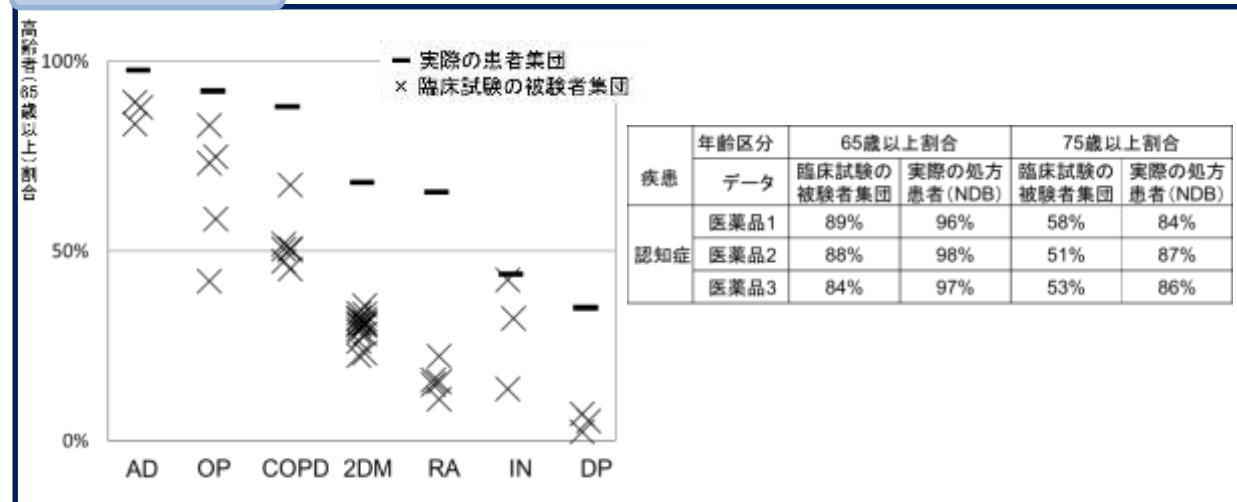 高齢者(65歳以上)割合
100%
50%
0%
実際の患者集団
× 臨床試験の被験者集団
AD OP COPD 2DM RA IN DP
疾患 年齢区分 65歳以上割合 75歳以上割合
データ 臨床試験の被験者集団 実際の処方患者(NDB) 臨床試験の被験者集団 実際の処方患者(NDB)
認知症 医薬品1 89% 96% 58% 84%
医薬品2 88% 98% 51% 87%
医薬品3 84% 97% 53% 86%